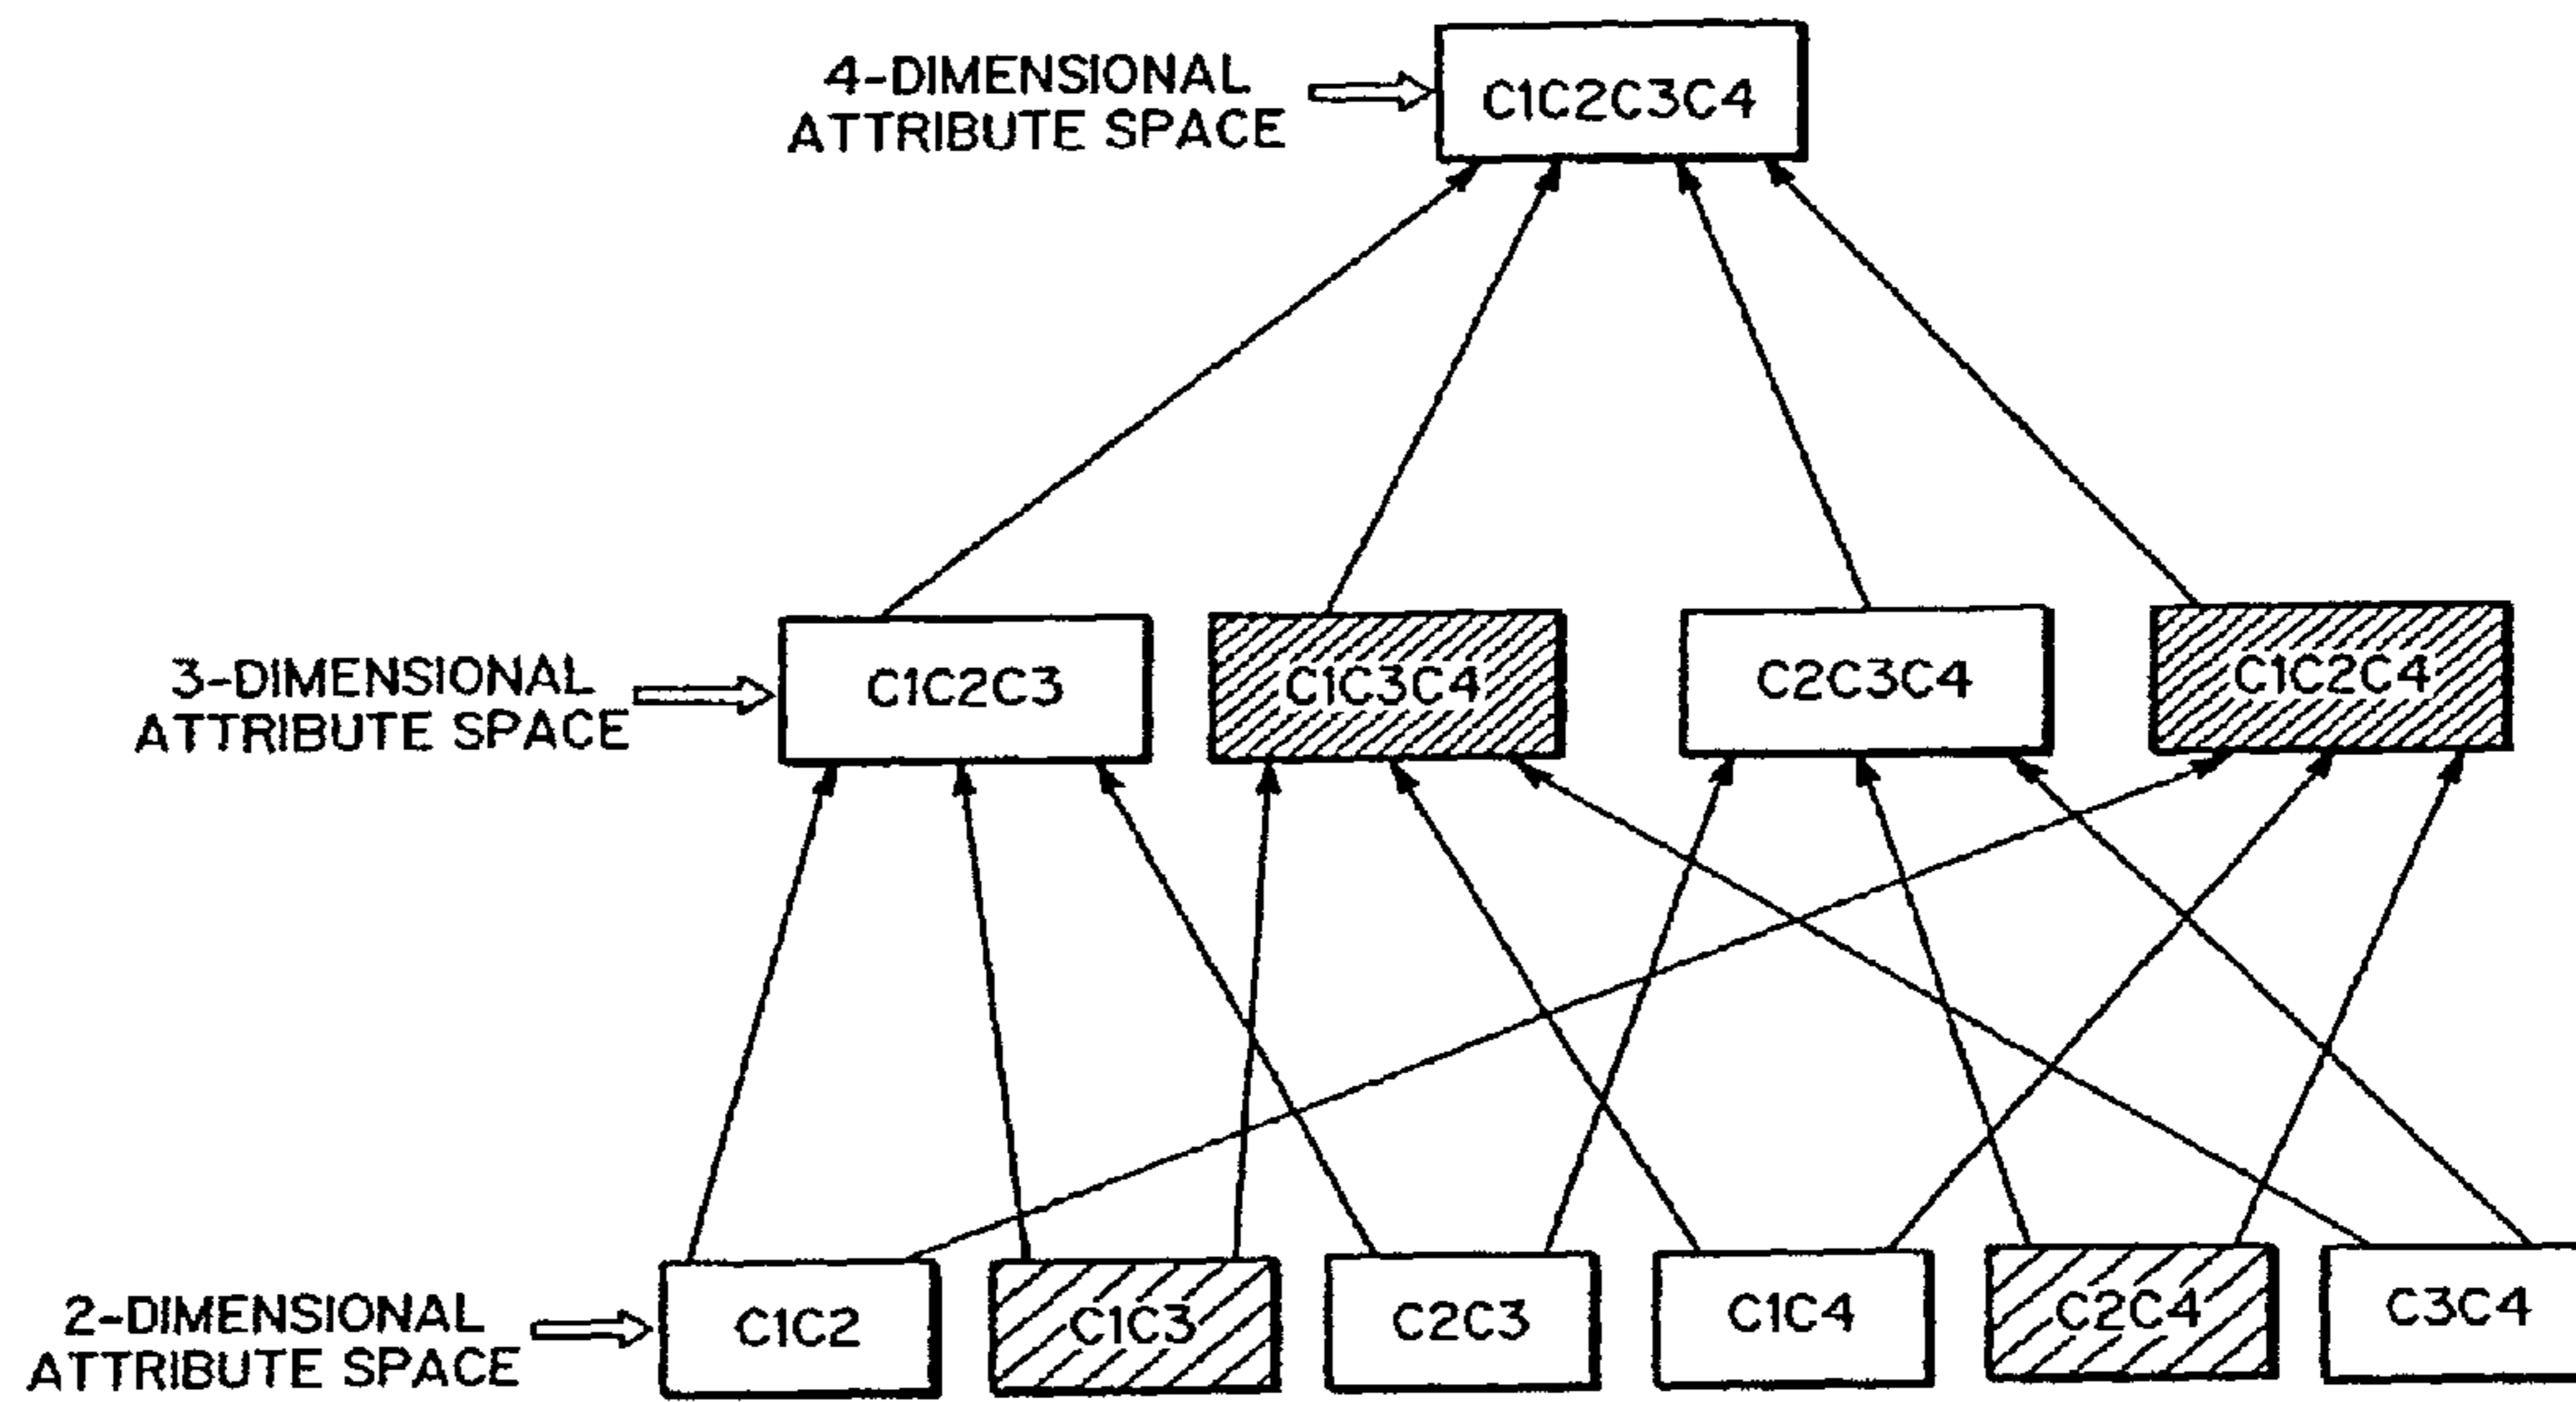 4-DIMENSIONAL
ATTRIBUTE SPACE
C1C2C3C4
3-DIMENSIONAL
ATTRIBUTE SPACE
C1C2C3
C1C3C4
C2C3C4
C1C2C4
2-DIMENSIONAL
ATTRIBUTE SPACE
C1C2
C1C3
C2C3
C1C4
C2C4
C3C4